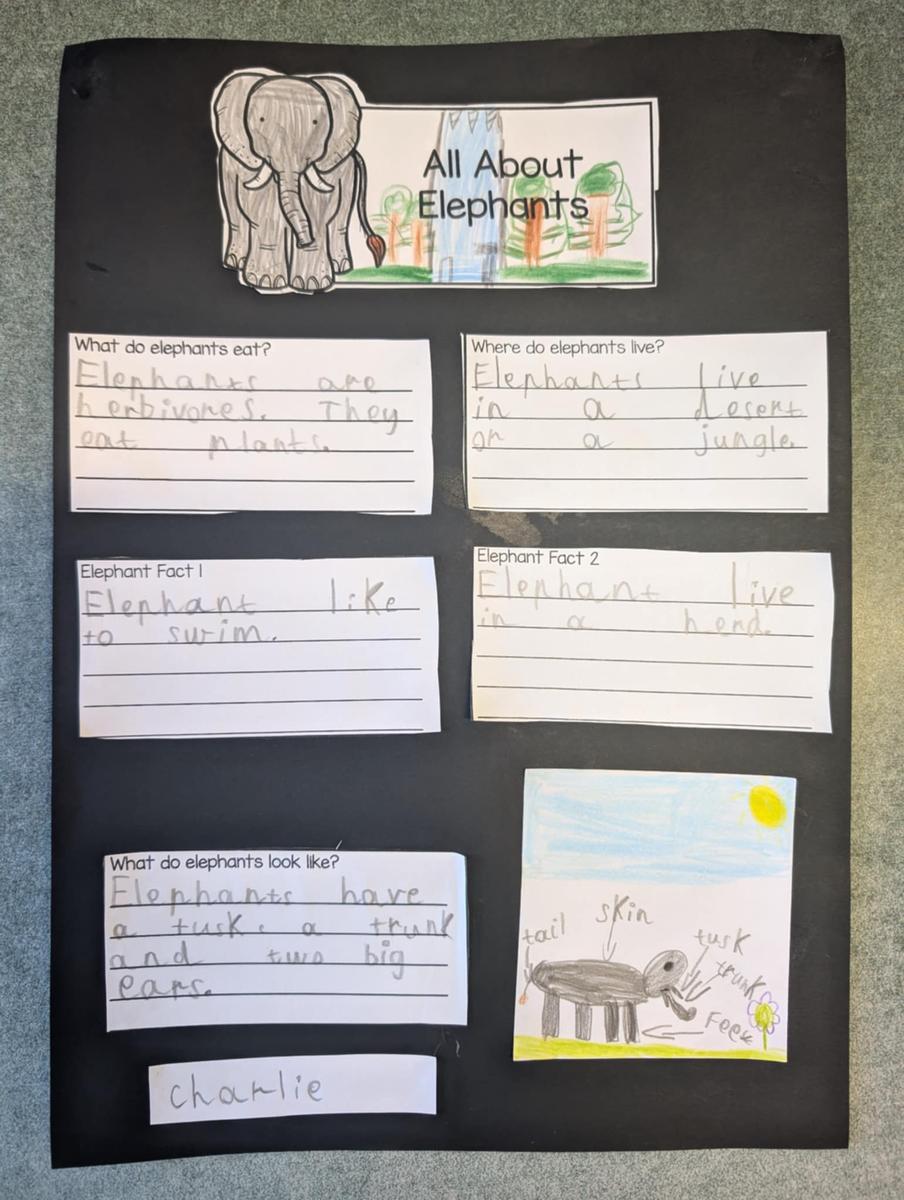 All About
Elephants
What do elephants eat?
Elephants are
herbivores. They
eat plants.
Where do elephants live?
Elephants live
in a desert
or a jungle.
Elephant Fact 1
Elephant like
to swim.
Elephant Fact 2
Elephant live
in a herd.
What do elephants look like?
Elephants have
a tusk, a trunk
and two big
ears.
tail
skin
tusk
trunk
Feet
charlie